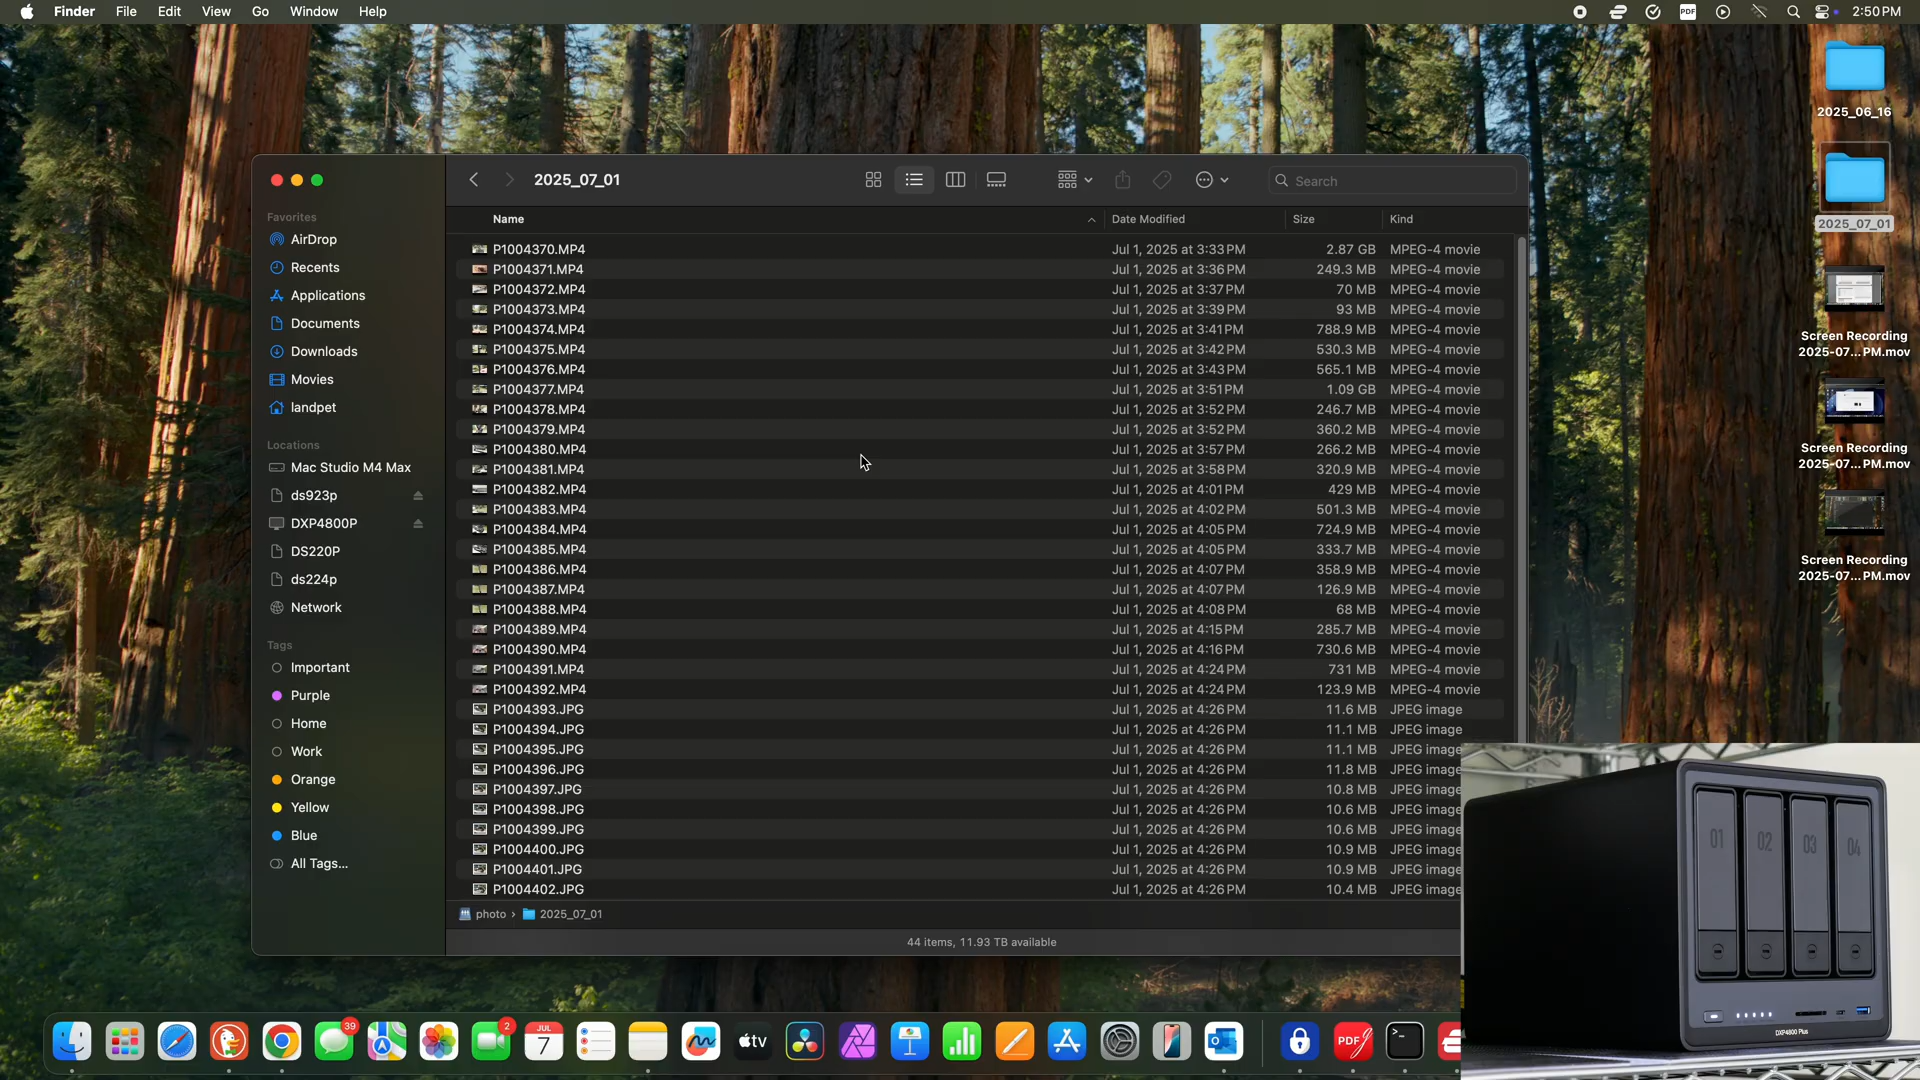 Finder File Edit View Go Window Help
PDF
2:50 PM
2025_06_16
2025_07_01
Screen Recording
2025-07...PM.mov
Screen Recording
2025-07...PM.mov
Screen Recording
2025-07...PM.mov
Favorites
AirDrop
Recents
Applications
Documents
Downloads
Movies
landpet
Locations
Mac Studio M4 Max
ds923p
DXP4800P
DS220P
ds224p
Network
Tags
Important
Purple
Home
Work
Orange
Yellow
Blue
All Tags...
2025_07_01
Search
Name Date Modified Size Kind
P1004370.MP4 Jul 1, 2025 at 3:33 PM 2.87 GB MPEG-4 movie
P1004371.MP4 Jul 1, 2025 at 3:36 PM 249.3 MB MPEG-4 movie
P1004372.MP4 Jul 1, 2025 at 3:37 PM 70 MB MPEG-4 movie
P1004373.MP4 Jul 1, 2025 at 3:39 PM 93 MB MPEG-4 movie
P1004374.MP4 Jul 1, 2025 at 3:41 PM 788.9 MB MPEG-4 movie
P1004375.MP4 Jul 1, 2025 at 3:42 PM 530.3 MB MPEG-4 movie
P1004376.MP4 Jul 1, 2025 at 3:43 PM 565.1 MB MPEG-4 movie
P1004377.MP4 Jul 1, 2025 at 3:51 PM 1.09 GB MPEG-4 movie
P1004378.MP4 Jul 1, 2025 at 3:52 PM 246.7 MB MPEG-4 movie
P1004379.MP4 Jul 1, 2025 at 3:52 PM 360.2 MB MPEG-4 movie
P1004380.MP4 Jul 1, 2025 at 3:57 PM 266.2 MB MPEG-4 movie
P1004381.MP4 Jul 1, 2025 at 3:58 PM 320.9 MB MPEG-4 movie
P1004382.MP4 Jul 1, 2025 at 4:01 PM 429 MB MPEG-4 movie
P1004383.MP4 Jul 1, 2025 at 4:02 PM 501.3 MB MPEG-4 movie
P1004384.MP4 Jul 1, 2025 at 4:05 PM 724.9 MB MPEG-4 movie
P1004385.MP4 Jul 1, 2025 at 4:05 PM 333.7 MB MPEG-4 movie
P1004386.MP4 Jul 1, 2025 at 4:07 PM 358.9 MB MPEG-4 movie
P1004387.MP4 Jul 1, 2025 at 4:07 PM 126.9 MB MPEG-4 movie
P1004388.MP4 Jul 1, 2025 at 4:08 PM 68 MB MPEG-4 movie
P1004389.MP4 Jul 1, 2025 at 4:15 PM 285.7 MB MPEG-4 movie
P1004390.MP4 Jul 1, 2025 at 4:16 PM 730.6 MB MPEG-4 movie
P1004391.MP4 Jul 1, 2025 at 4:24 PM 731 MB MPEG-4 movie
P1004392.MP4 Jul 1, 2025 at 4:24 PM 123.9 MB MPEG-4 movie
P1004393.JPG Jul 1, 2025 at 4:26 PM 11.6 MB JPEG image
P1004394.JPG Jul 1, 2025 at 4:26 PM 11.1 MB JPEG image
P1004395.JPG Jul 1, 2025 at 4:26 PM 11.1 MB JPEG image
P1004396.JPG Jul 1, 2025 at 4:26 PM 11.8 MB JPEG image
P1004397.JPG Jul 1, 2025 at 4:26 PM 10.8 MB JPEG image
P1004398.JPG Jul 1, 2025 at 4:26 PM 10.6 MB JPEG image
P1004399.JPG Jul 1, 2025 at 4:26 PM 10.6 MB JPEG image
P1004400.JPG Jul 1, 2025 at 4:26 PM 10.9 MB JPEG image
P1004401.JPG Jul 1, 2025 at 4:26 PM 10.9 MB JPEG image
P1004402.JPG Jul 1, 2025 at 4:26 PM 10.4 MB JPEG image
photo › 2025_07_01
44 items, 11.93 TB available
01 02 03 04
DXP4800 Plus
39
2
JUL
7
tv
PDF